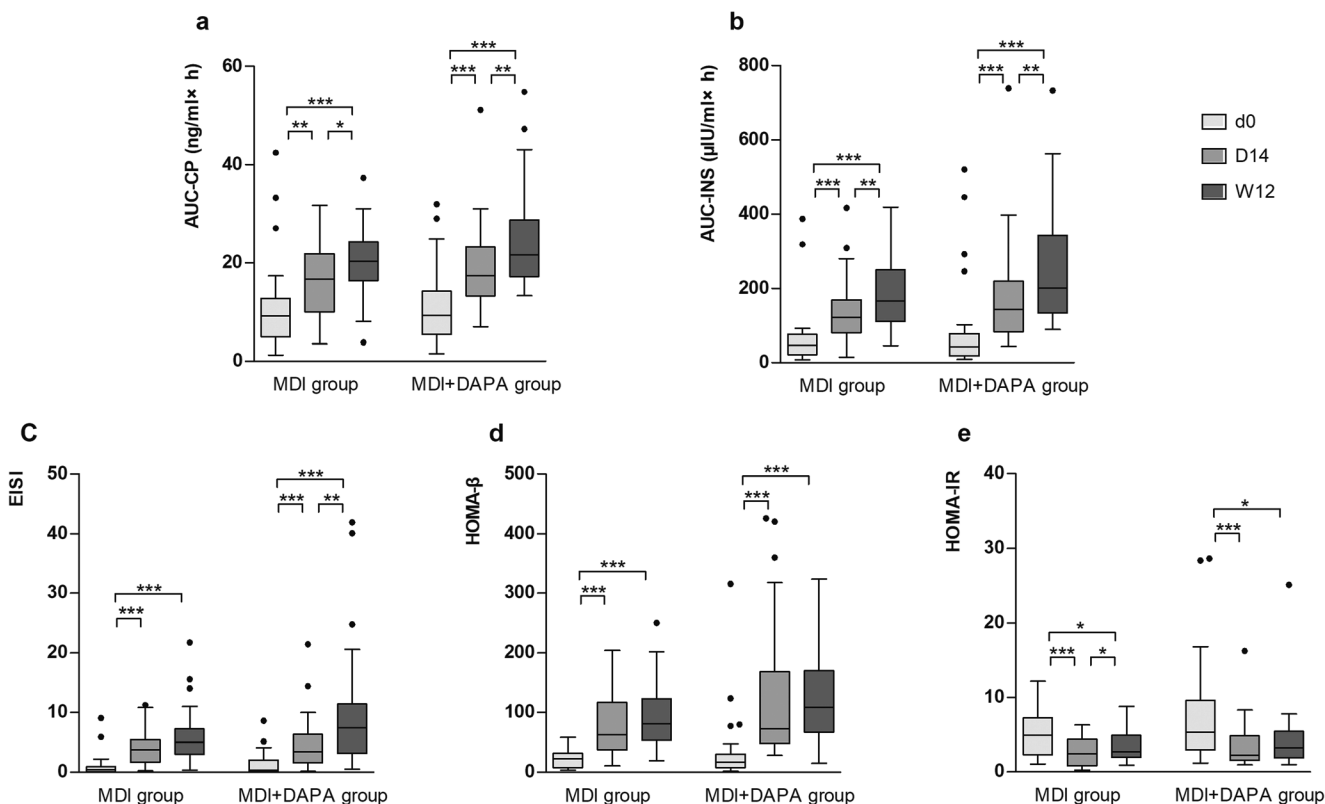 a
AUC-CP (ng/ml× h)
60
40
20
0
***
**
*
***
***
**
MDI group
MDI+DAPA group
b
AUC-INS (µIU/ml× h)
800
600
400
200
0
***
***
**
***
***
**
MDI group
MDI+DAPA group
d0
D14
W12
C
EISI
50
40
30
20
10
0
***
***
***
***
**
MDI group
MDI+DAPA group
d
HOMA-β
500
400
300
200
100
0
***
***
***
***
MDI group
MDI+DAPA group
e
HOMA-IR
40
30
20
10
0
*
***
*
*
***
MDI group
MDI+DAPA group